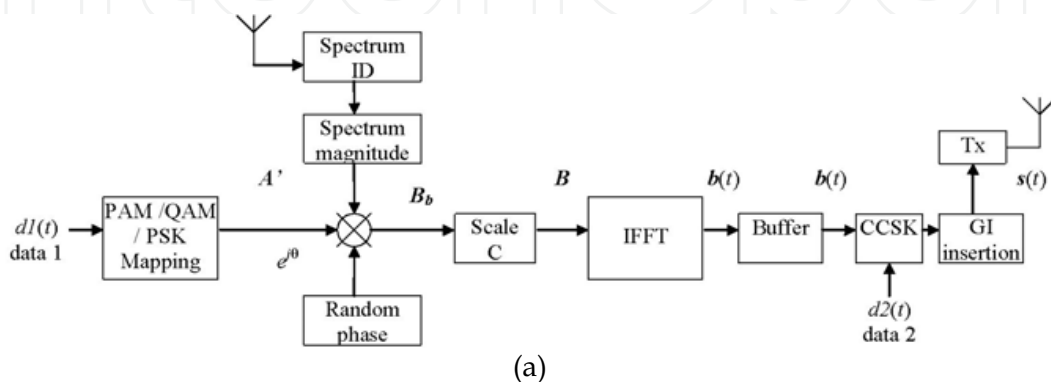 Spectrum
ID
Spectrum
magnitude
Tx
A'
B_b
B
b(t)
b(t)
s(t)
d1(t)
data 1
PAM /QAM
/ PSK
Mapping
e^{jθ}
Scale
C
IFFT
Buffer
CCSK
GI
insertion
Random
phase
d2(t)
data 2
(a)